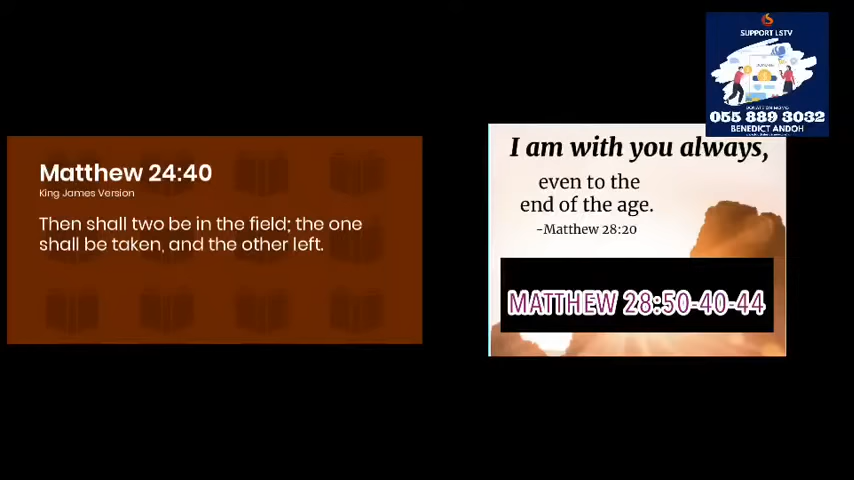 Matthew 24:40
King James Version
Then shall two be in the field; the one
shall be taken, and the other left.
I am with you always,
even to the
end of the age.
-Matthew 28:20
MATTHEW 28:50-40-44
SUPPORT LSTV
055 889 3032
BENEDICT ANDOH